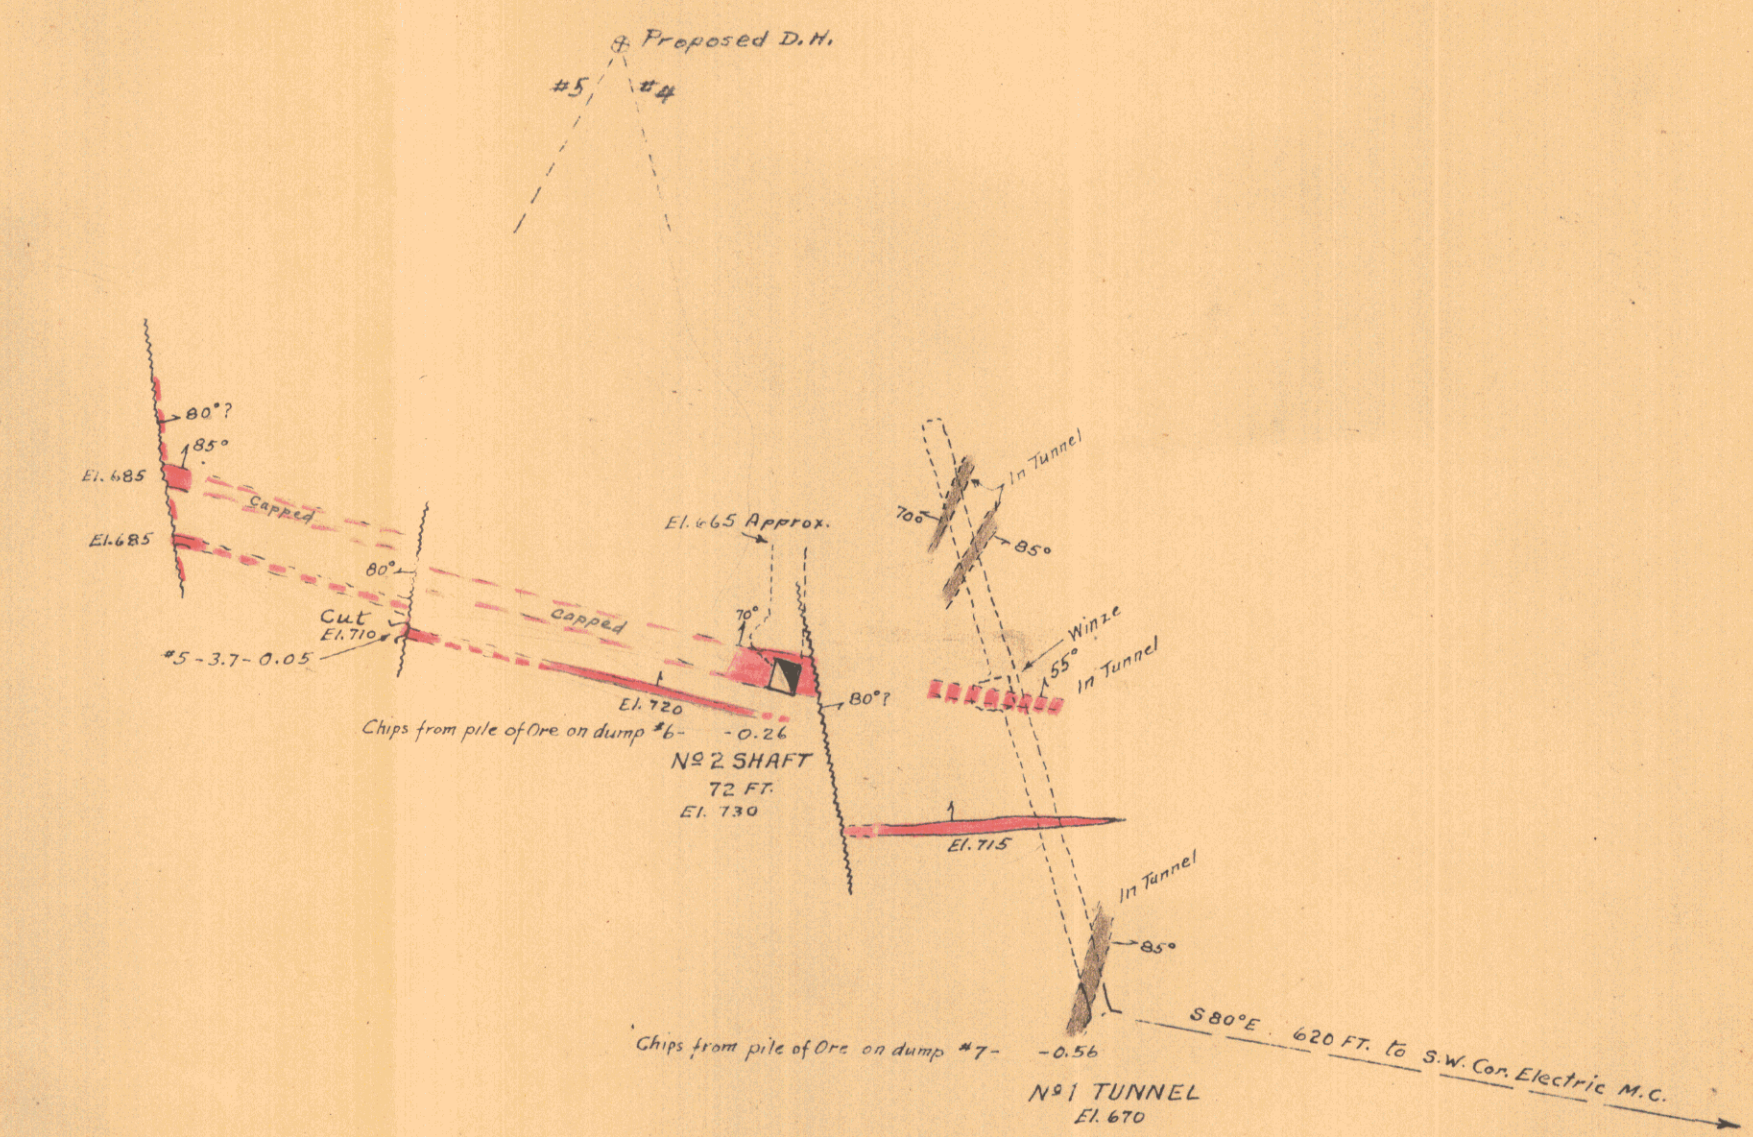 Proposed D.H.
#5
#4
80°?
85°
El. 685
Capped
El. 685
80°
Cut
El. 710
#5-3.7-0.05
Capped
El. 665 Approx.
70°
El. 720
Chips from pile of Ore on dump #6- -0.26
Nº 2 SHAFT
72 FT.
El. 730
80°?
In Tunnel
70°
85°
Winze
55°
In Tunnel
El. 715
In Tunnel
85°
S 80° E. 620 FT. to S.W. Cor. Electric M.C.
Chips from pile of Ore on dump #7- -0.56
Nº 1 TUNNEL
El. 670